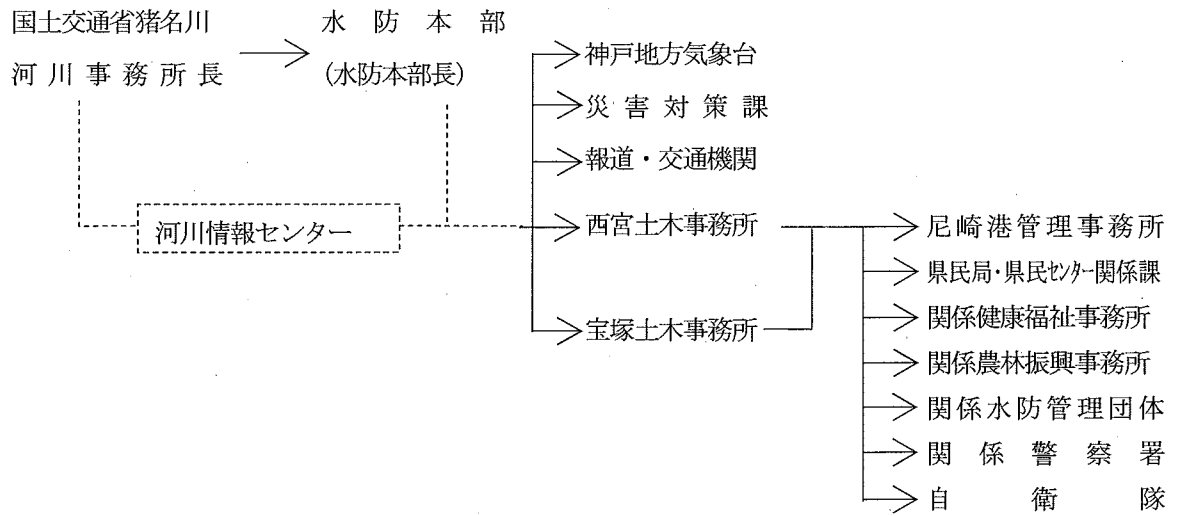 国土交通省猪名川
河川事務所長
水防本部
(水防本部長)
河川情報センター
神戸地方気象台
災害対策課
報道・交通機関
西宮土木事務所
宝塚土木事務所
尼崎港管理事務所
県民局・県民ｾﾝﾀｰ関係課
関係健康福祉事務所
関係農林振興事務所
関係水防管理団体
関係警察署
自衛隊